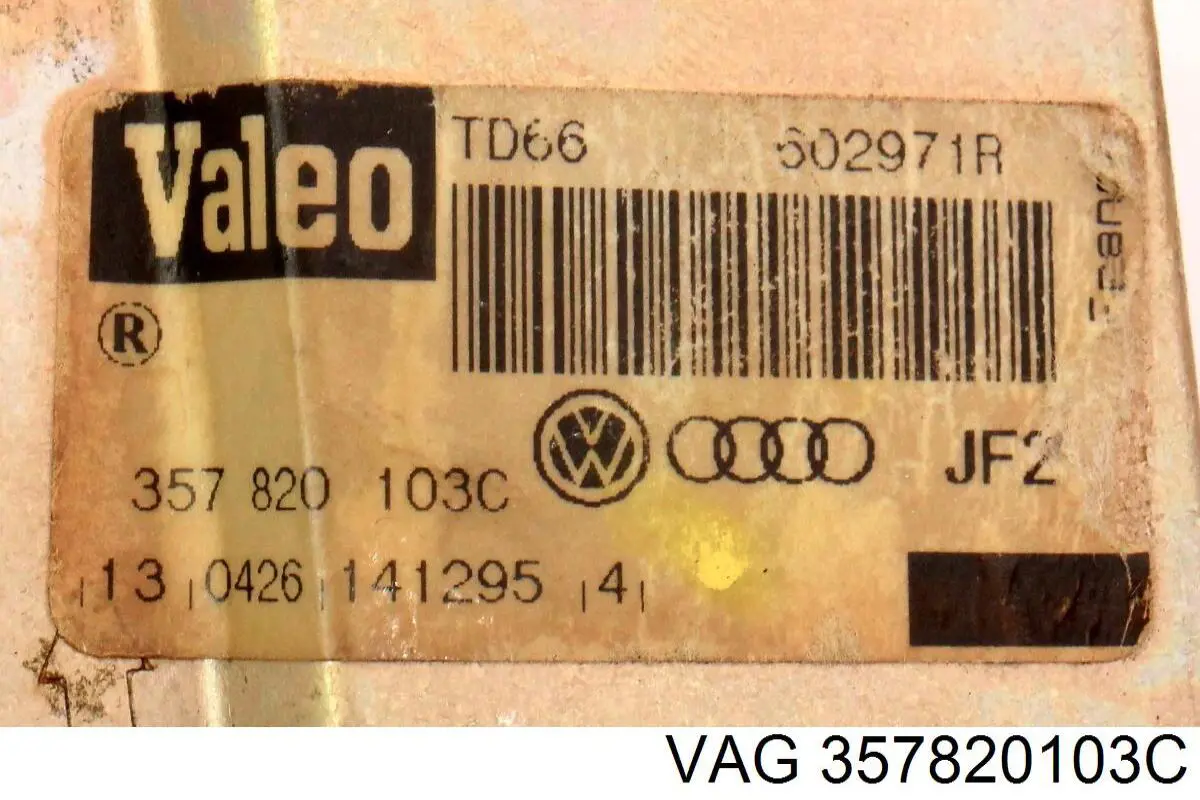 Valeo
TD66 602971R
®
357 820 103C JF2
13 0426 141295 4
VAG 357820103C